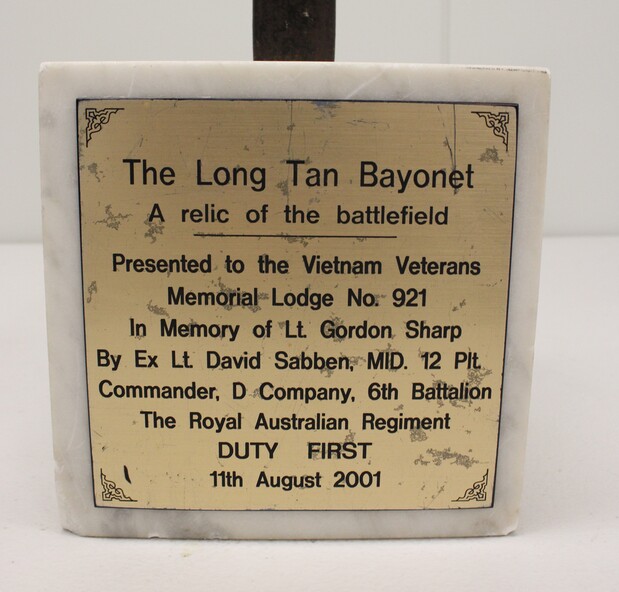 The Long Tan Bayonet
A relic of the battlefield
Presented to the Vietnam Veterans
Memorial Lodge No. 921
In Memory of Lt. Gordon Sharp
By Ex Lt. David Sabben, MID. 12 Plt.
Commander, D Company, 6th Battalion
The Royal Australian Regiment
DUTY FIRST
11th August 2001